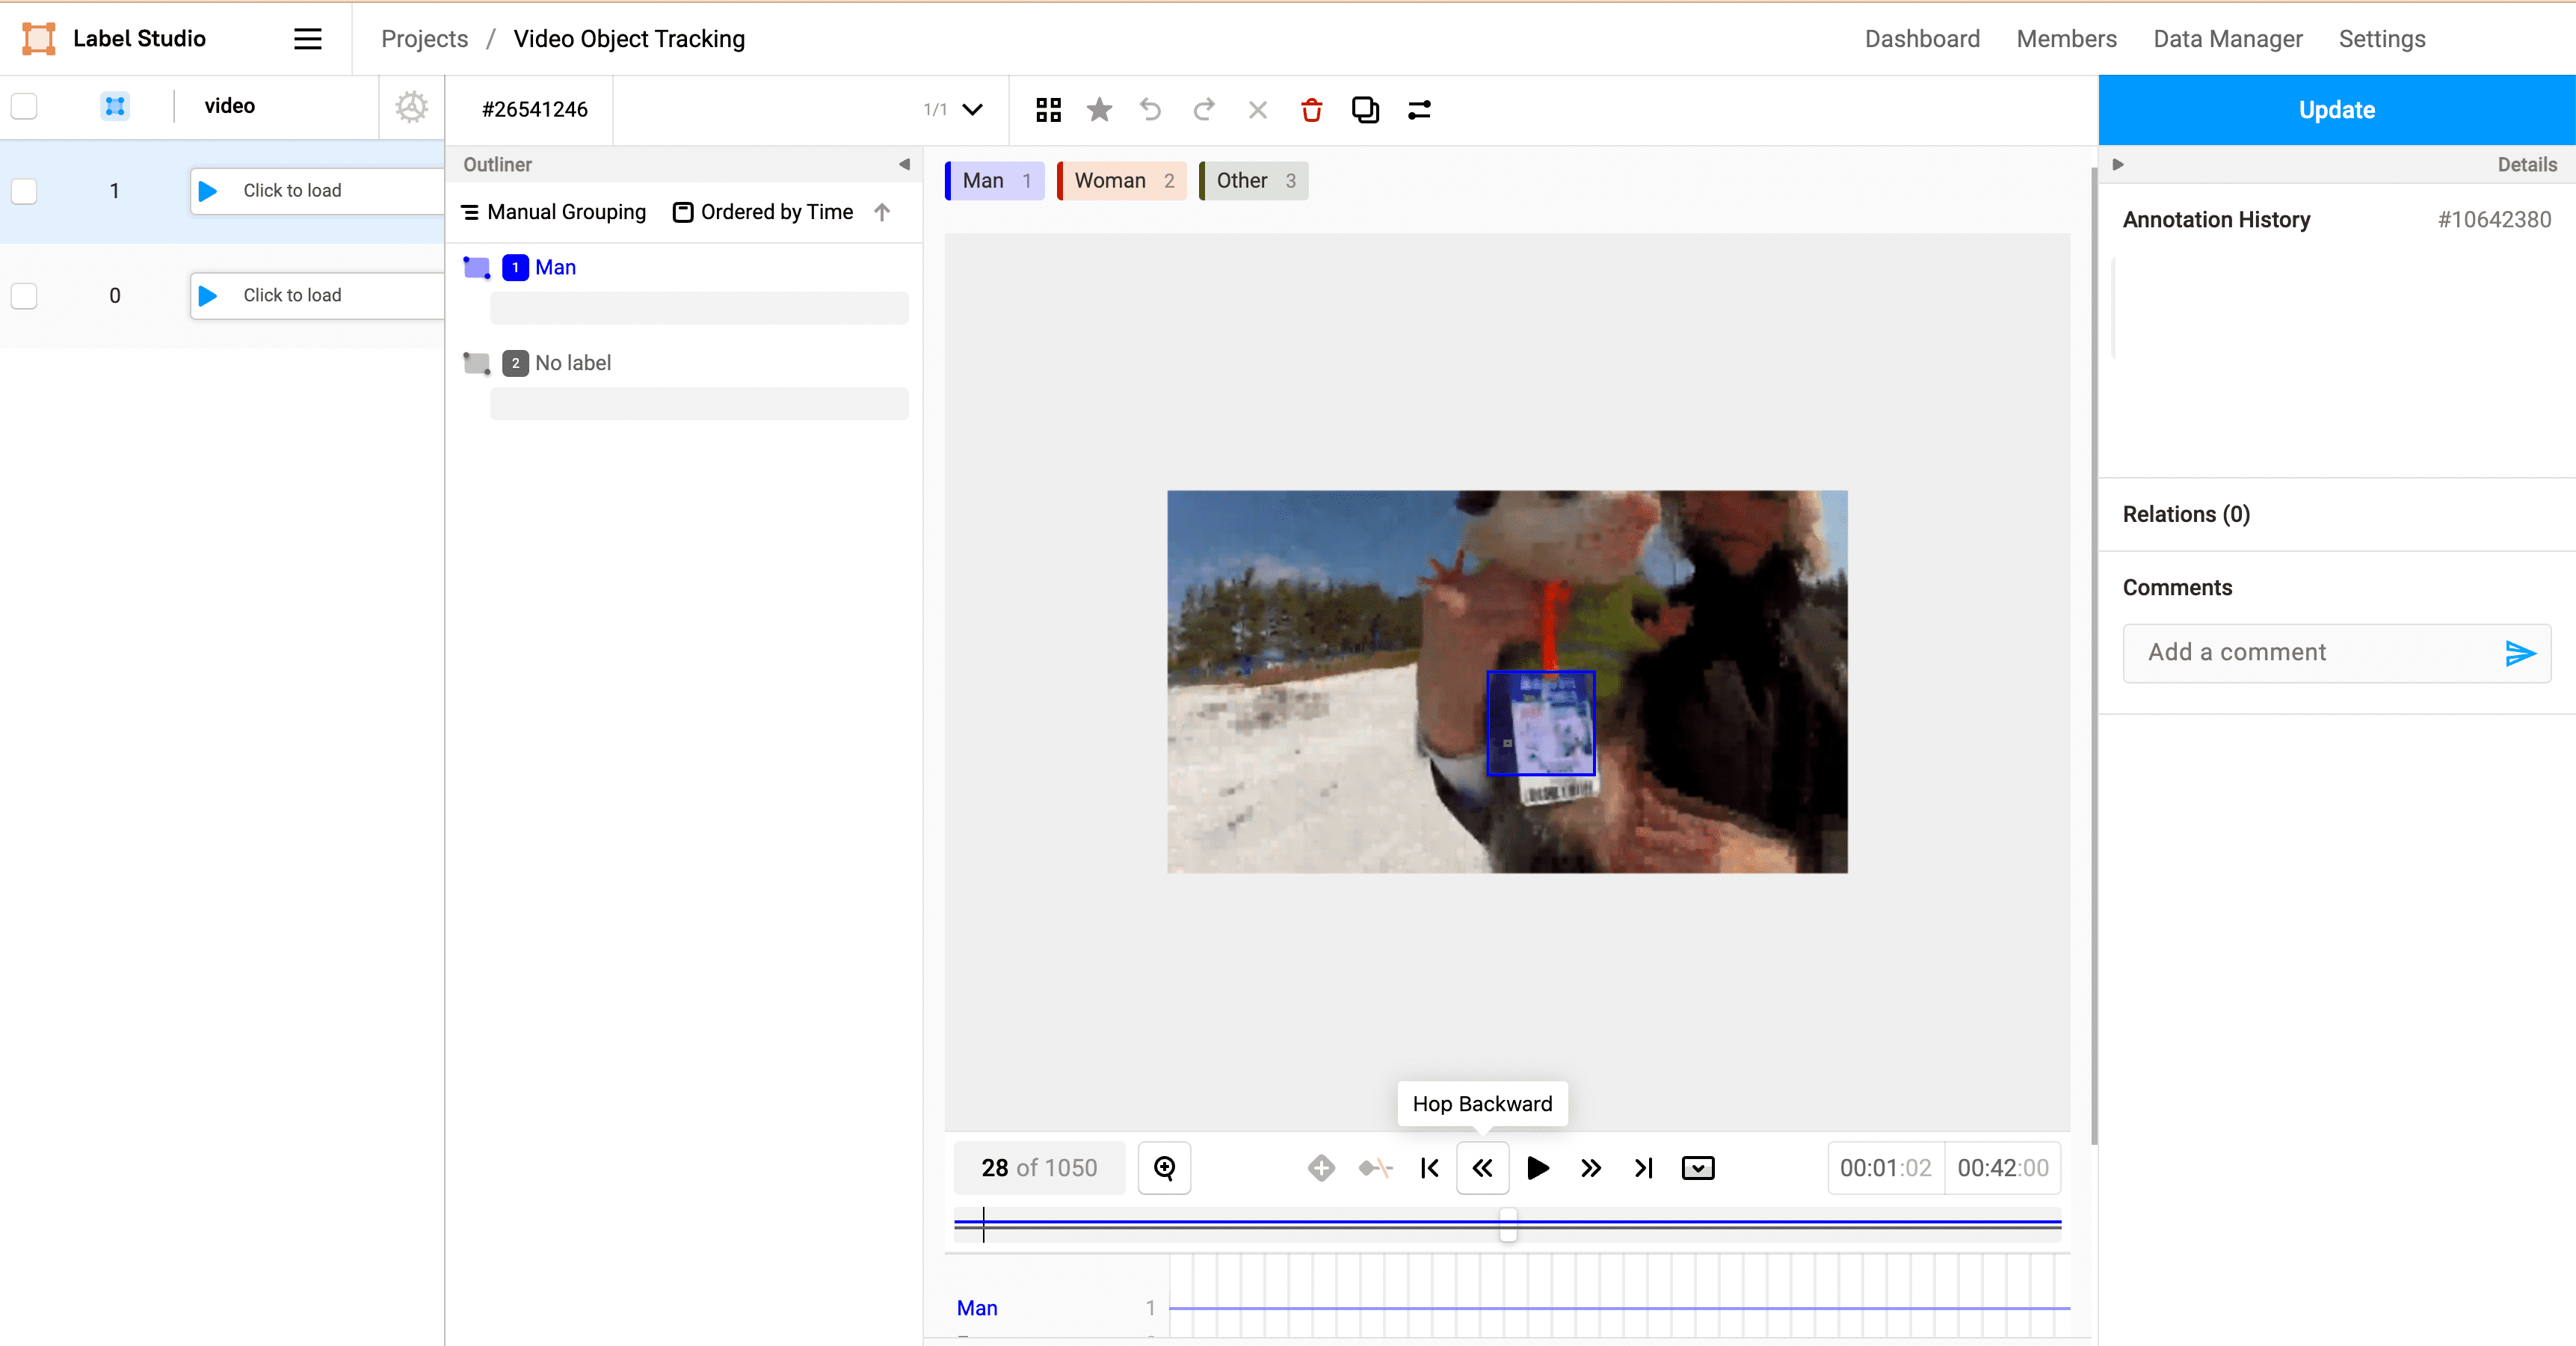 Label Studio
Projects / Video Object Tracking
Dashboard
Members
Data Manager
Settings
video
#26541246
1/1
Update
Outliner
Details
Manual Grouping
Ordered by Time
1 Man
2 No label
1 Click to load
0 Click to load
Man 1
Woman 2
Other 3
Annotation History #10642380
Relations (0)
Comments
Add a comment
Hop Backward
28 of 1050
00:01:02
00:42:00
Man 1